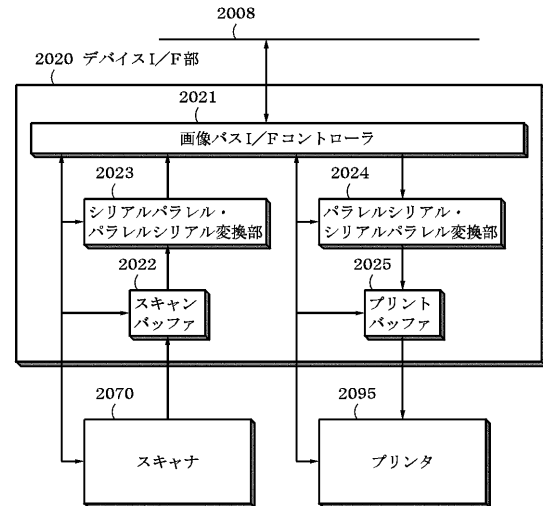 2008
2020 デバイスI/F部
2021
画像バスI/Fコントローラ
2023
シリアルパラレル・
パラレルシリアル変換部
2024
パラレルシリアル・
シリアルパラレル変換部
2022
スキャン
バッファ
2025
プリント
バッファ
2070
スキャナ
2095
プリンタ